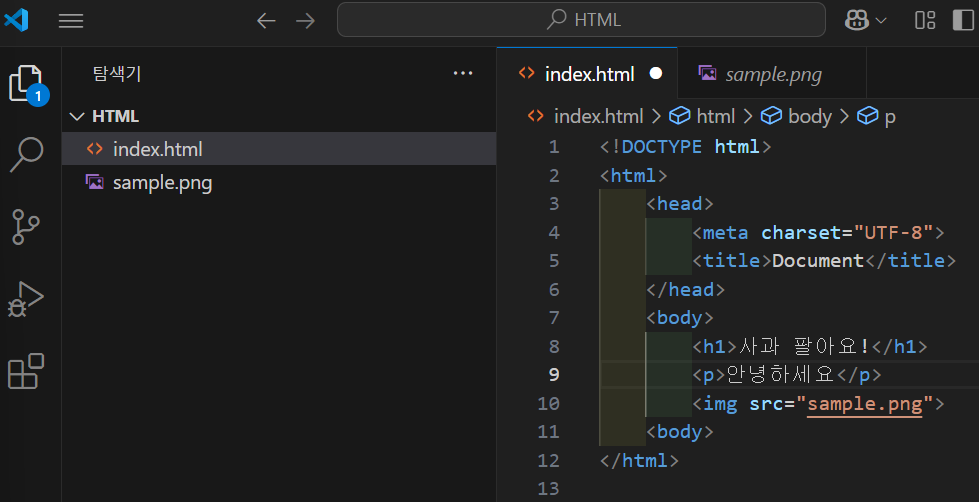 HTML
탐색기
...
1
HTML
index.html
sample.png
index.html
sample.png
index.html > html > body > p
1 <!DOCTYPE html>
2 <html>
3 <head>
4 <meta charset="UTF-8">
5 <title>Document</title>
6 </head>
7 <body>
8 <h1>사과 팔아요!</h1>
9 <p>안녕하세요</p>
10 <img src="sample.png">
11 <body>
12 </html>
13